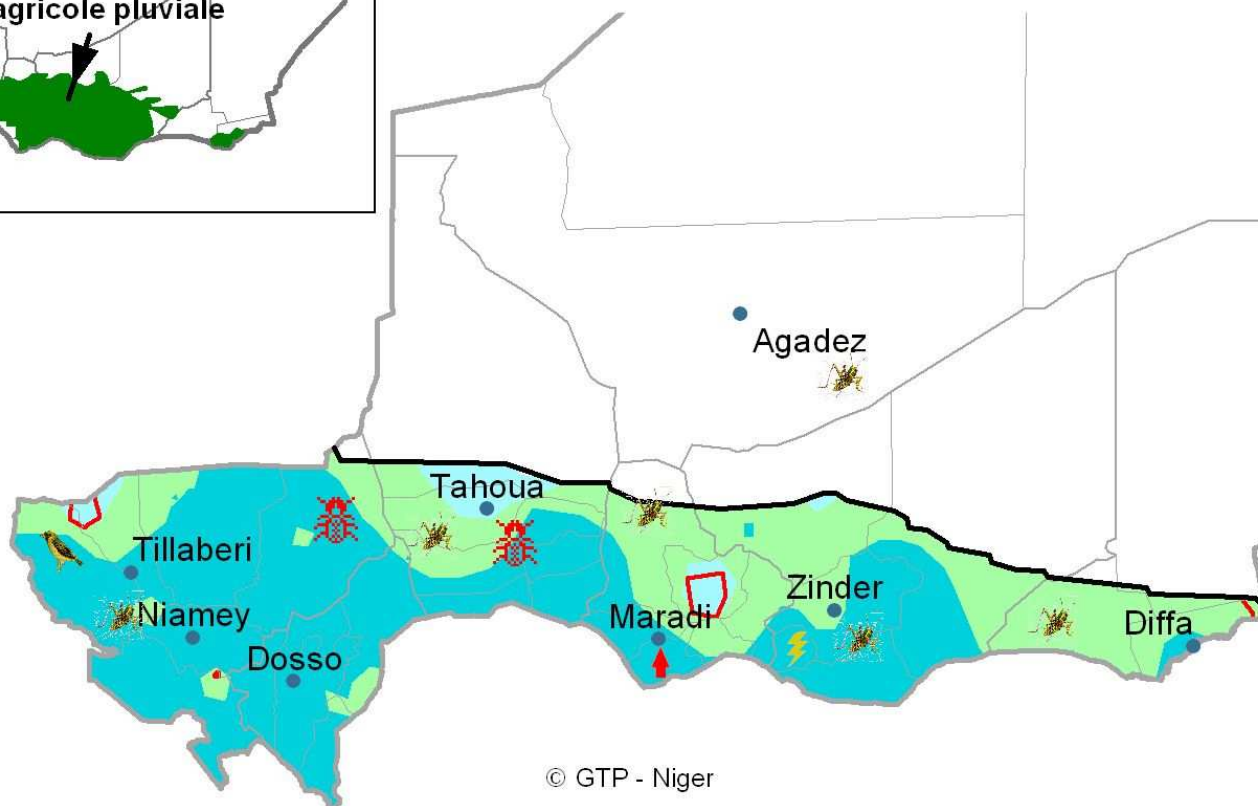 agricole pluviale
Agadez
Tahoua
Tillaberi
Zinder
Niamey
Maradi
Diffa
Dosso
© GTP - Niger